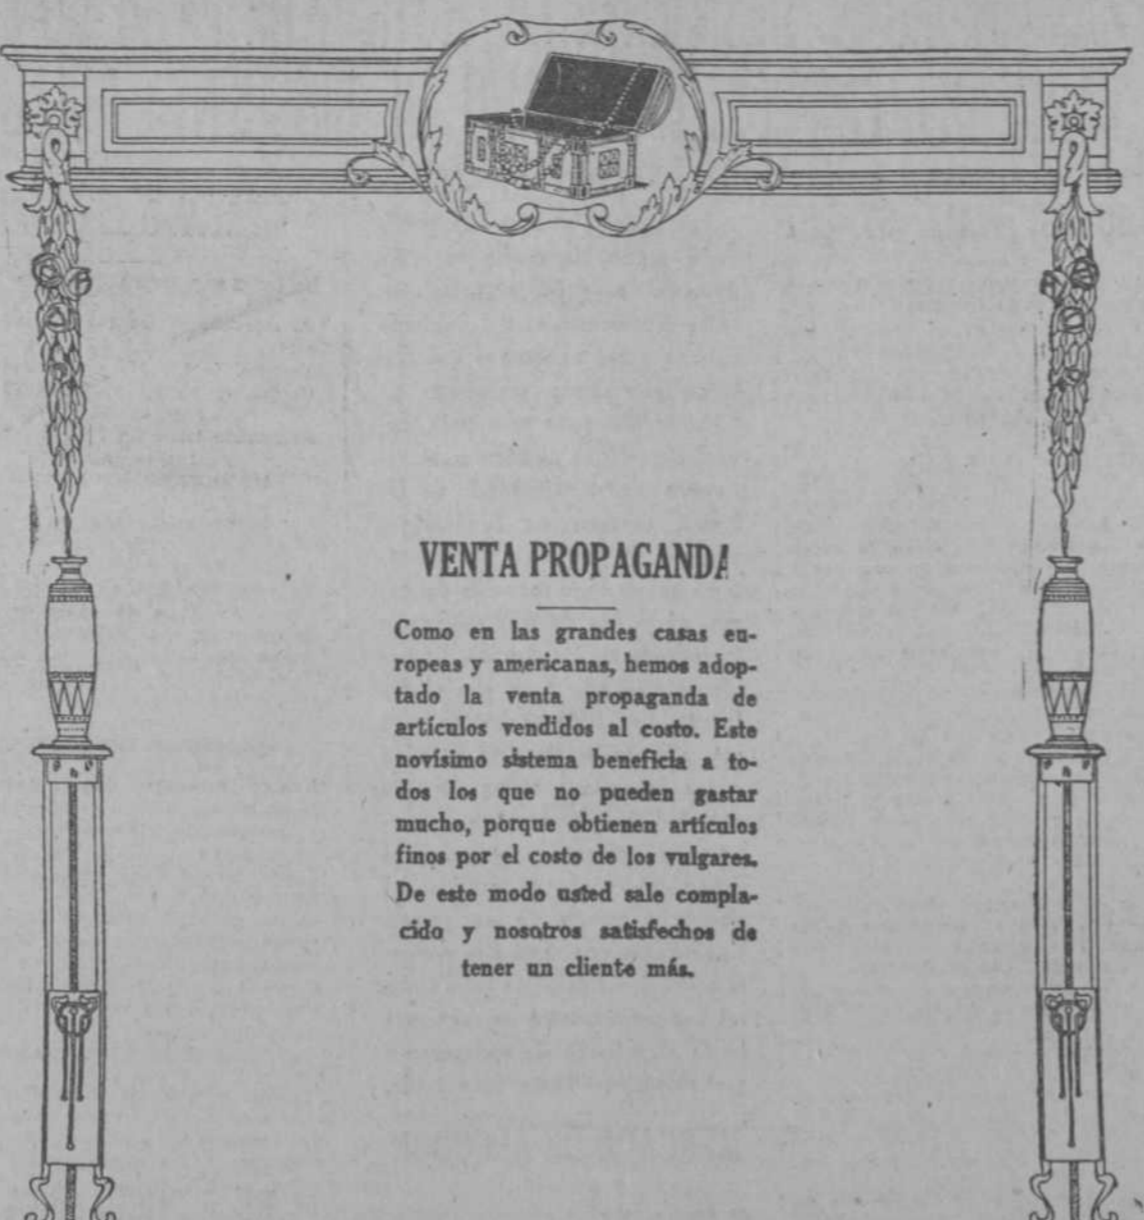 VENTA PROPAGANDA
Como en las grandes casas eu-
ropeas y americanas, hemos adop-
tado la venta propaganda de
artículos vendidos al costo. Este
novísimo sistema beneficia a to-
dos los que no pueden gastar
mucho, porque obtienen artículos
finos por el costo de los vulgares.
De este modo usted sale compla-
cido y nosotros satisfechos de
tener un cliente más.